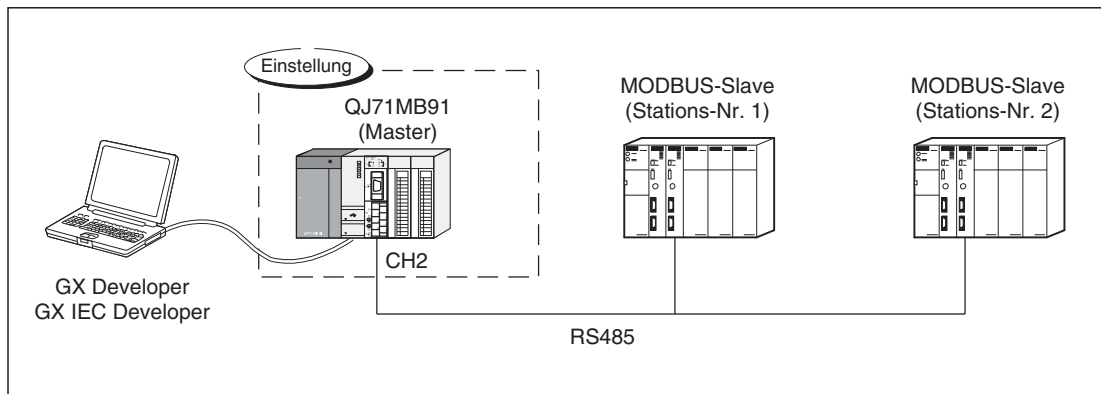 Einstellung
QJ71MB91
(Master)
MODBUS-Slave
(Stations-Nr. 1)
MODBUS-Slave
(Stations-Nr. 2)
CH2
GX Developer
GX IEC Developer
RS485